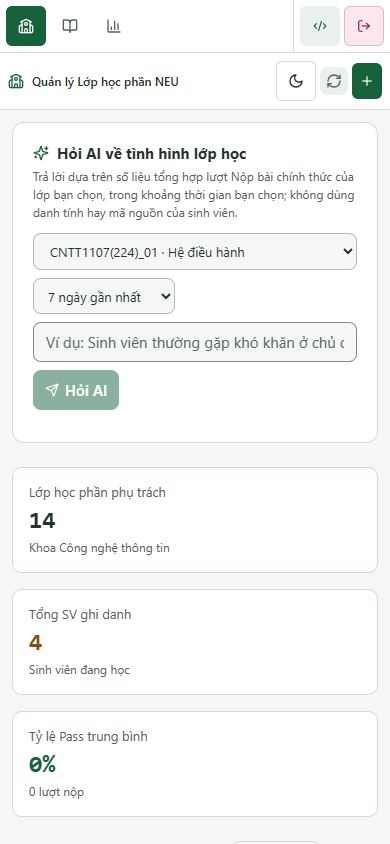 Quản lý Lớp học phần NEU
Hỏi AI về tình hình lớp học
Trả lời dựa trên số liệu tổng hợp lượt Nộp bài chính thức của
lớp bạn chọn, trong khoảng thời gian bạn chọn; không dùng
danh tính hay mã nguồn của sinh viên.
CNTT1107(224)_01 · Hệ điều hành
7 ngày gần nhất
Ví dụ: Sinh viên thường gặp khó khăn ở chủ
Hỏi AI
Lớp học phần phụ trách
14
Khoa Công nghệ thông tin
Tổng SV ghi danh
4
Sinh viên đang học
Tỷ lệ Pass trung bình
0%
0 lượt nộp